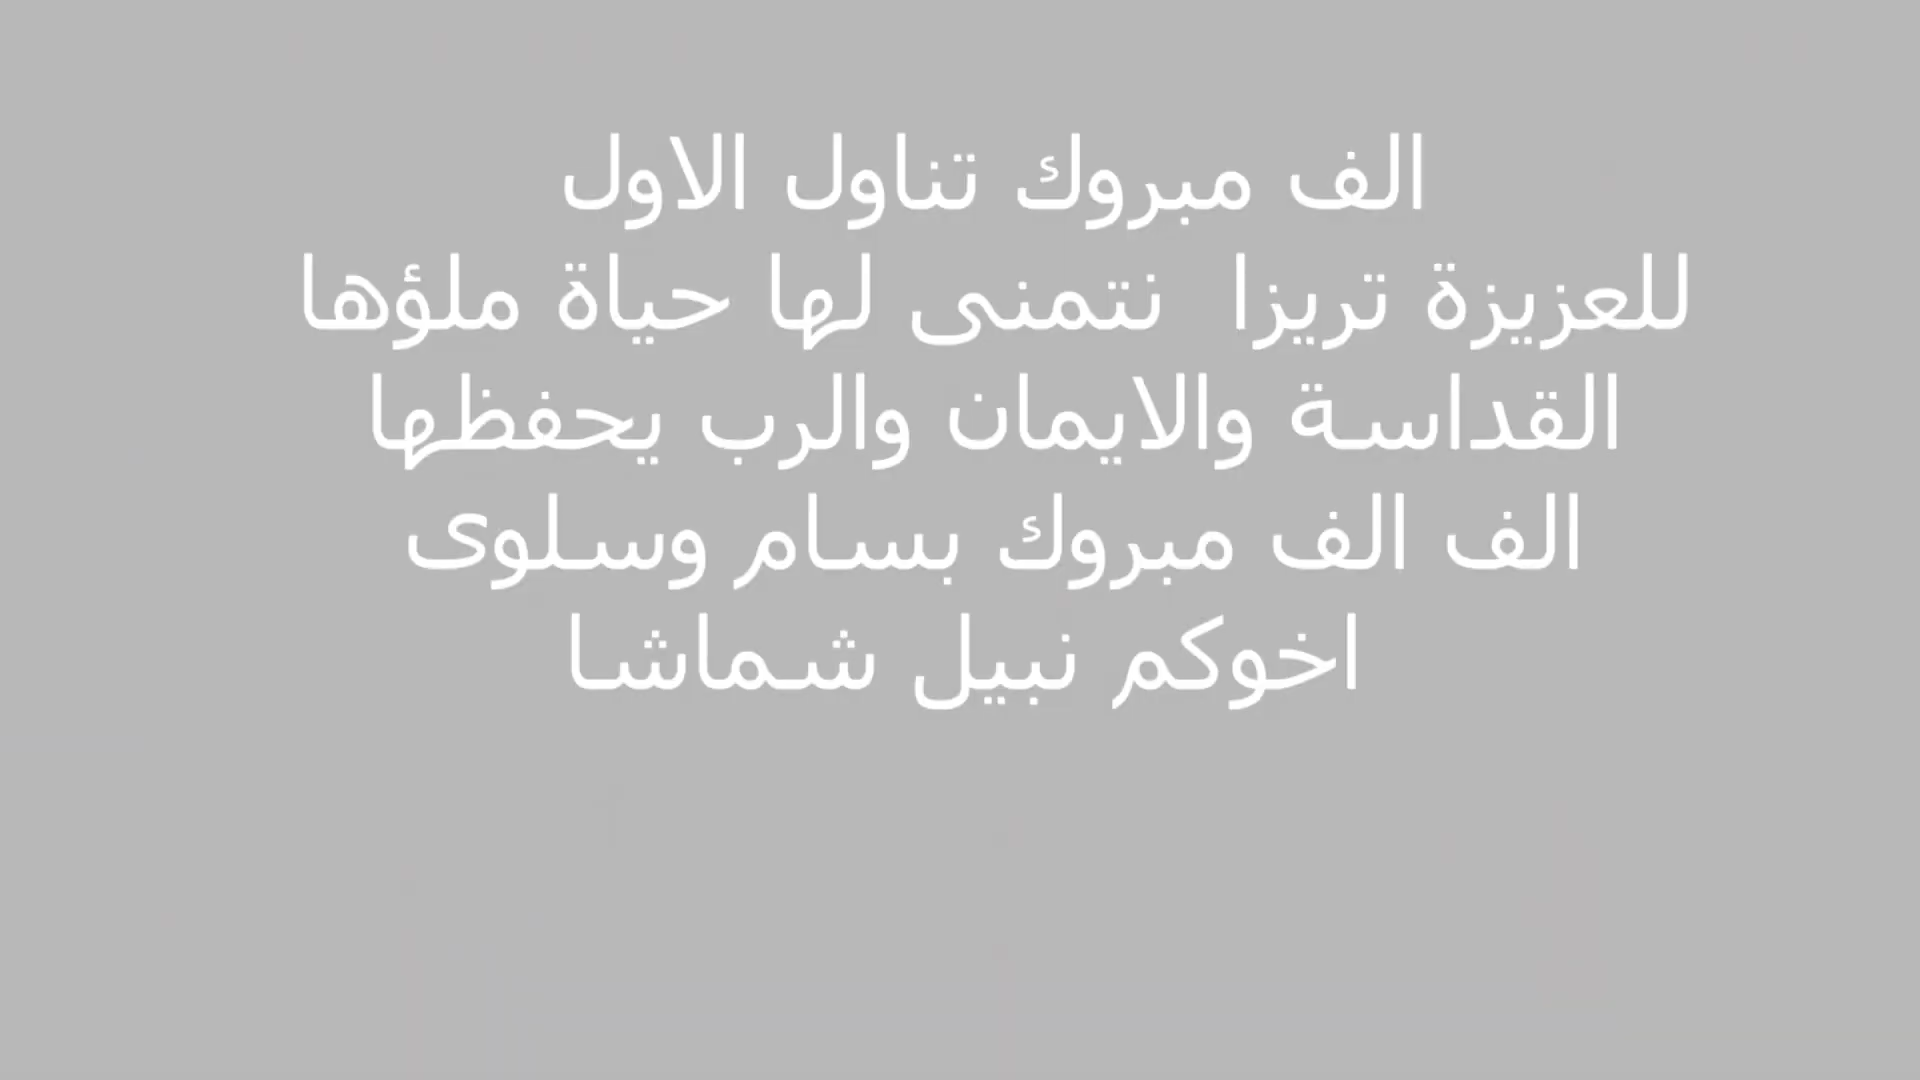 الف مبروك تناول الاول
للعزيزة تريزا  نتمنى لها حياة ملؤها
القداسة والايمان والرب يحفظها
الف الف مبروك بسام وسلوى
اخوكم نبيل شماشا